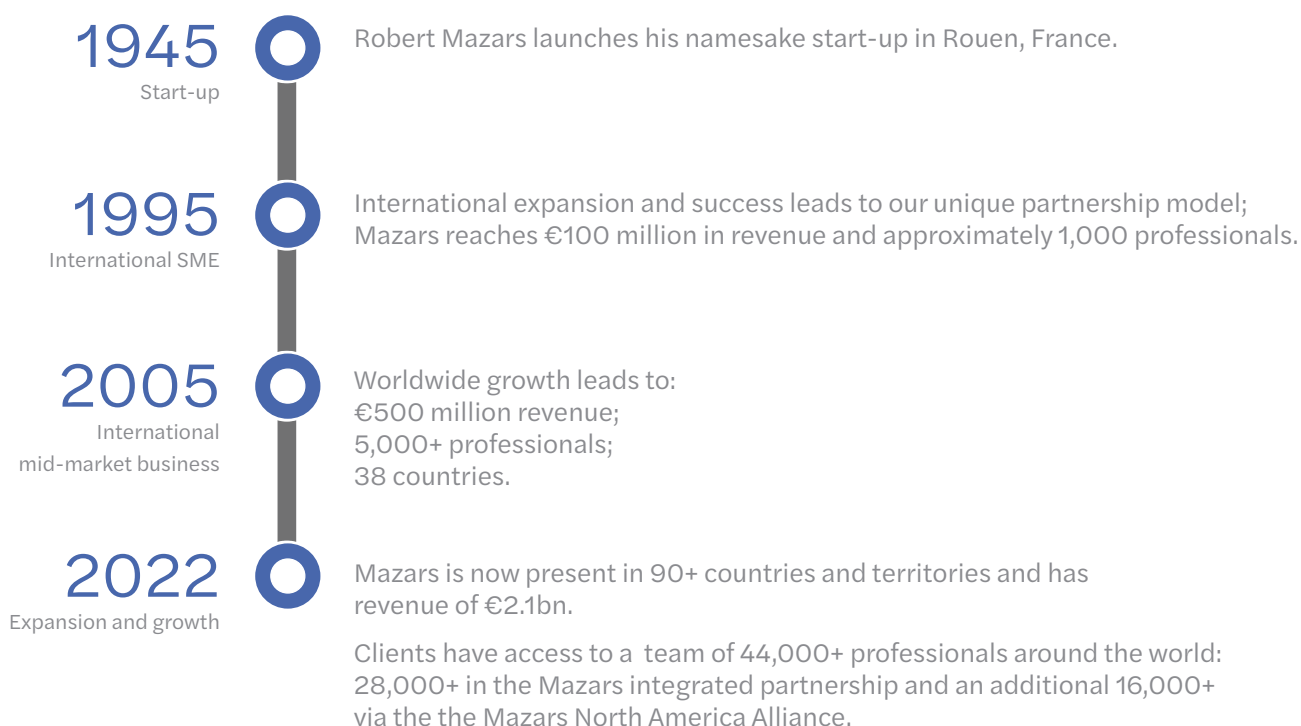 1945
Start-up
Robert Mazars launches his namesake start-up in Rouen, France.
1995
International SME
International expansion and success leads to our unique partnership model;
Mazars reaches €100 million in revenue and approximately 1,000 professionals.
2005
International
mid-market business
Worldwide growth leads to:
€500 million revenue;
5,000+ professionals;
38 countries.
2022
Expansion and growth
Mazars is now present in 90+ countries and territories and has
revenue of €2.1bn.
Clients have access to a team of 44,000+ professionals around the world:
28,000+ in the Mazars integrated partnership and an additional 16,000+
via the the Mazars North America Alliance.